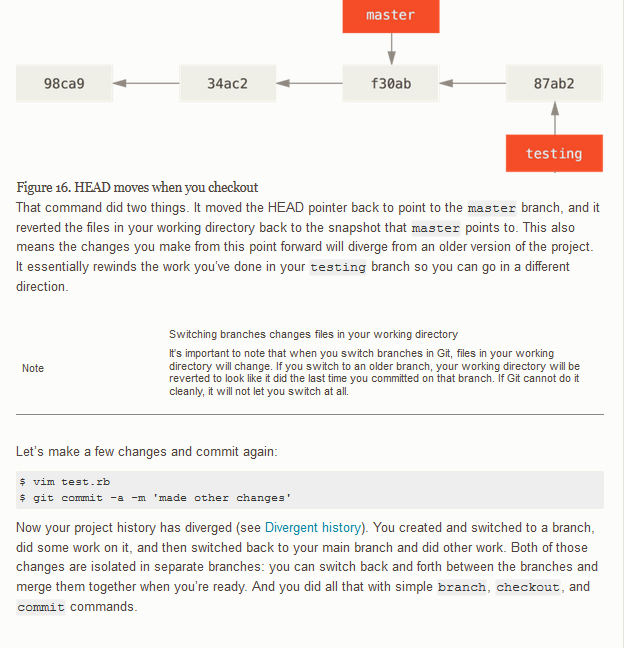 master
98ca9 34ac2 f30ab 87ab2
testing
Figure 16. HEAD moves when you checkout
That command did two things. It moved the HEAD pointer back to point to the master branch, and it
reverted the files in your working directory back to the snapshot that master points to. This also
means the changes you make from this point forward will diverge from an older version of the project.
It essentially rewinds the work you’ve done in your testing branch so you can go in a different
direction.
Switching branches changes files in your working directory
Note
It’s important to note that when you switch branches in Git, files in your working
directory will change. If you switch to an older branch, your working directory will be
reverted to look like it did the last time you committed on that branch. If Git cannot do it
cleanly, it will not let you switch at all.
Let’s make a few changes and commit again:
$ vim test.rb
$ git commit -a -m 'made other changes'
Now your project history has diverged (see Divergent history). You created and switched to a branch,
did some work on it, and then switched back to your main branch and did other work. Both of those
changes are isolated in separate branches: you can switch back and forth between the branches and
merge them together when you’re ready. And you did all that with simple branch, checkout, and
commit commands.